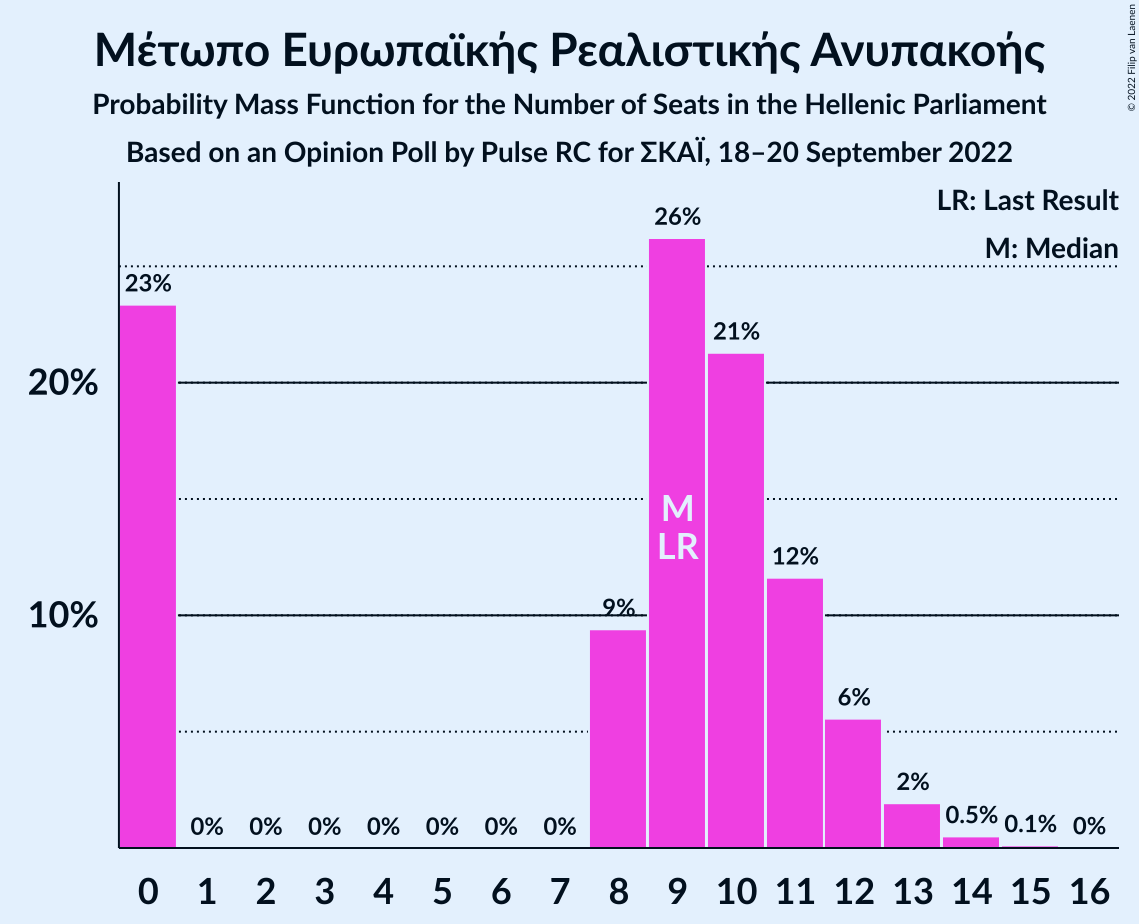 Μέτωπο Ευρωπαϊκής Ρεαλιστικής Ανυπακοής
Probability Mass Function for the Number of Seats in the Hellenic Parliament
Based on an Opinion Poll by Pulse RC for ΣΚΑΪ, 18–20 September 2022
© 2022 Filip van Laenen
LR: Last Result
M: Median
26%
23%
21%
20%
M
LR
12%
10%
9%
6%
2%
0% 0% 0% 0% 0% 0% 0% 0.5% 0.1% 0%
0 1 2 3 4 5 6 7 8 9 10 11 12 13 14 15 16